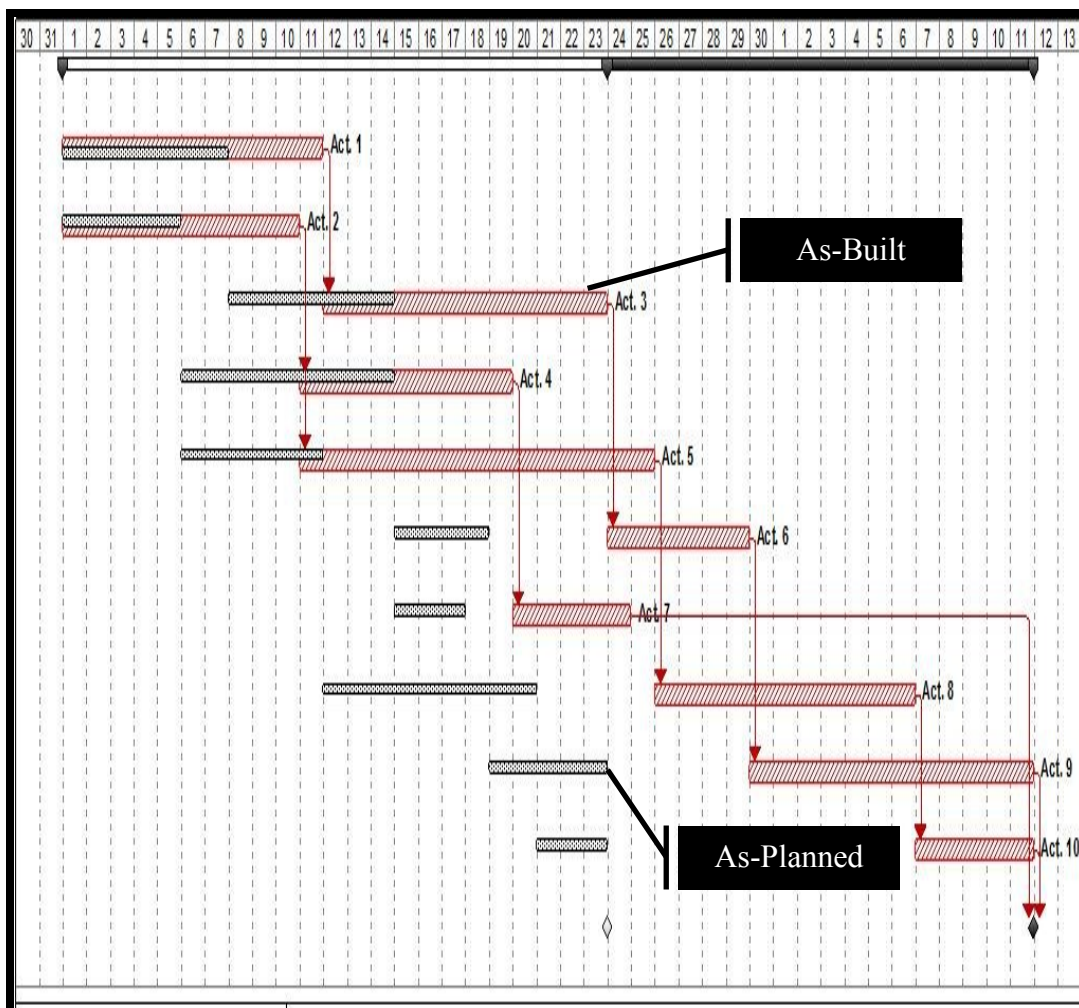 30 31 1 2 3 4 5 6 7 8 9 10 11 12 13 14 15 16 17 18 19 20 21 22 23 24 25 26 27 28 29 30 1 2 3 4 5 6 7 8 9 10 11 12 13
Act. 1
Act. 2
As-Built
Act. 3
Act. 4
Act. 5
Act. 6
Act. 7
Act. 8
Act. 9
As-Planned
Act. 10